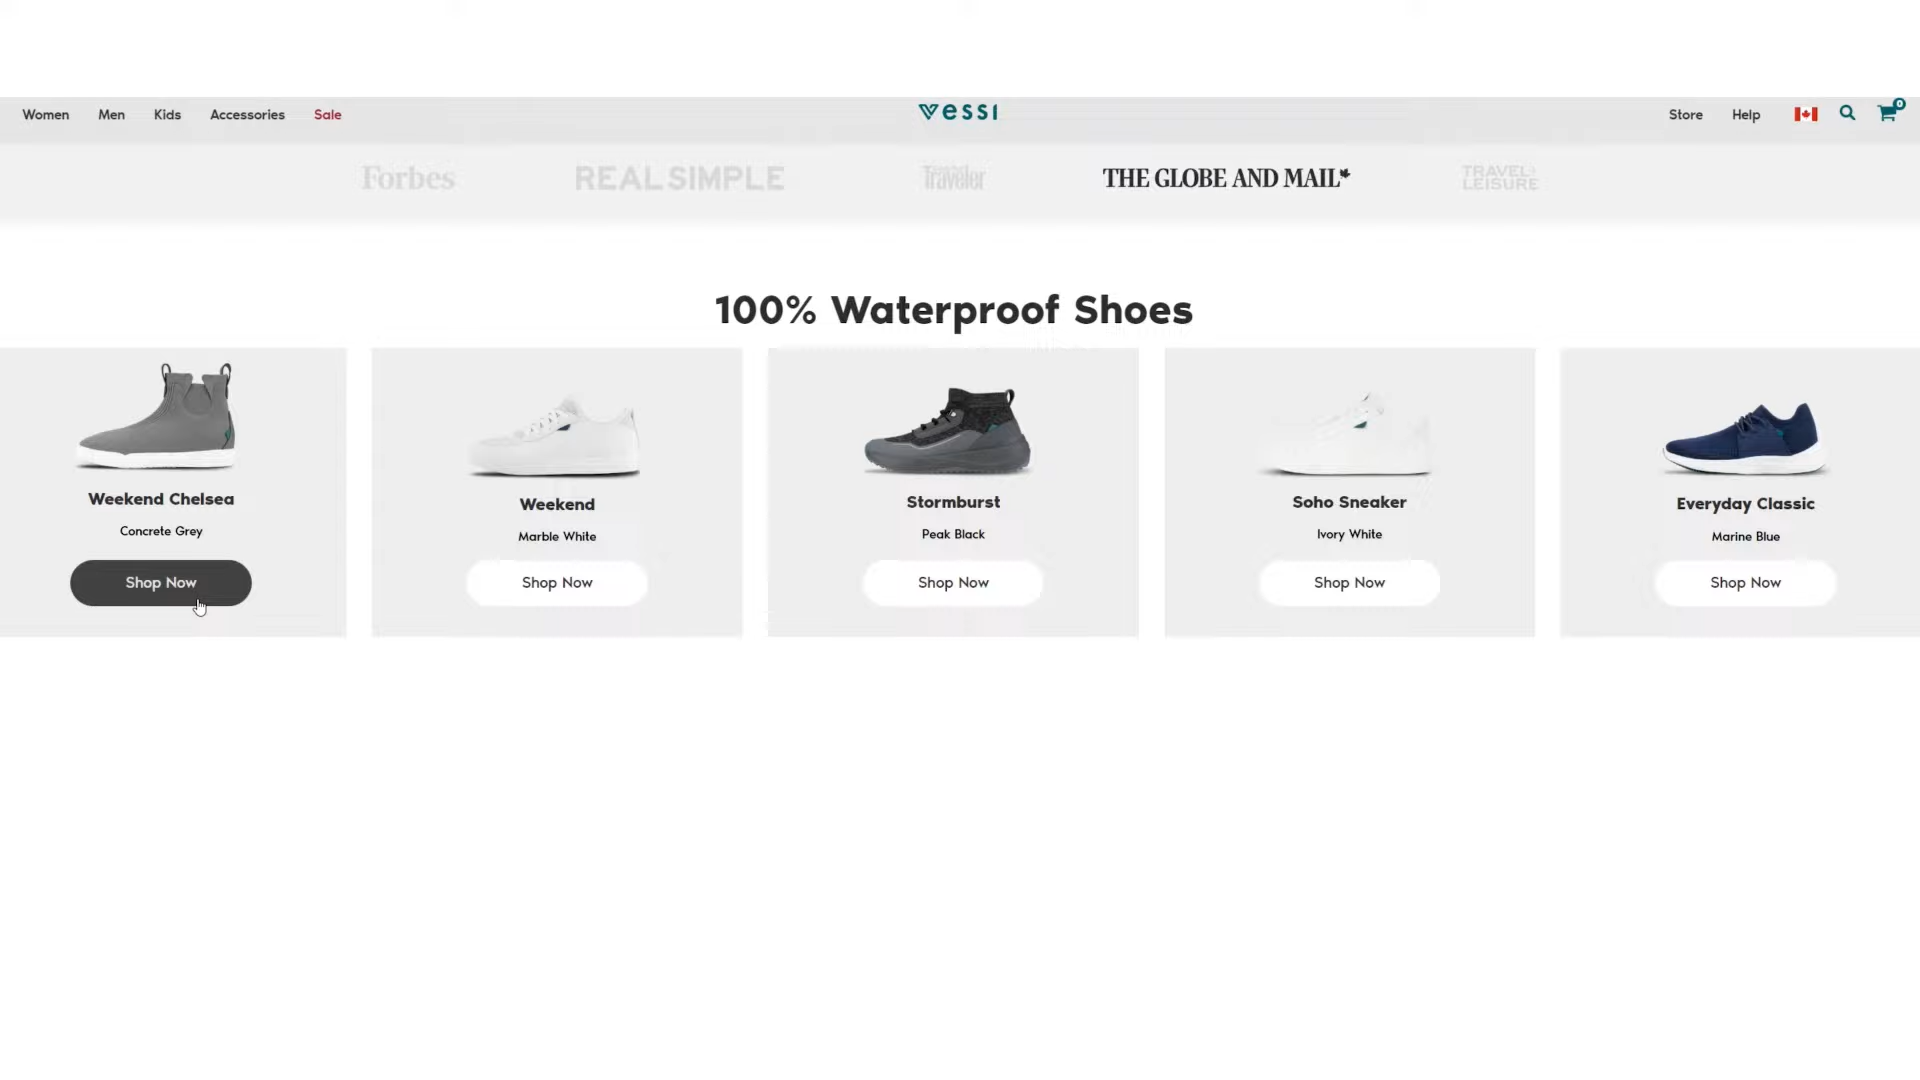 Women Men Kids Accessories Sale
vessi
Store Help
0
Forbes
REAL SIMPLE
Traveler
THE GLOBE AND MAIL
TRAVEL+
LEISURE
100% Waterproof Shoes
Weekend Chelsea
Concrete Grey
Shop Now
Weekend
Marble White
Shop Now
Stormburst
Peak Black
Shop Now
Soho Sneaker
Ivory White
Shop Now
Everyday Classic
Marine Blue
Shop Now